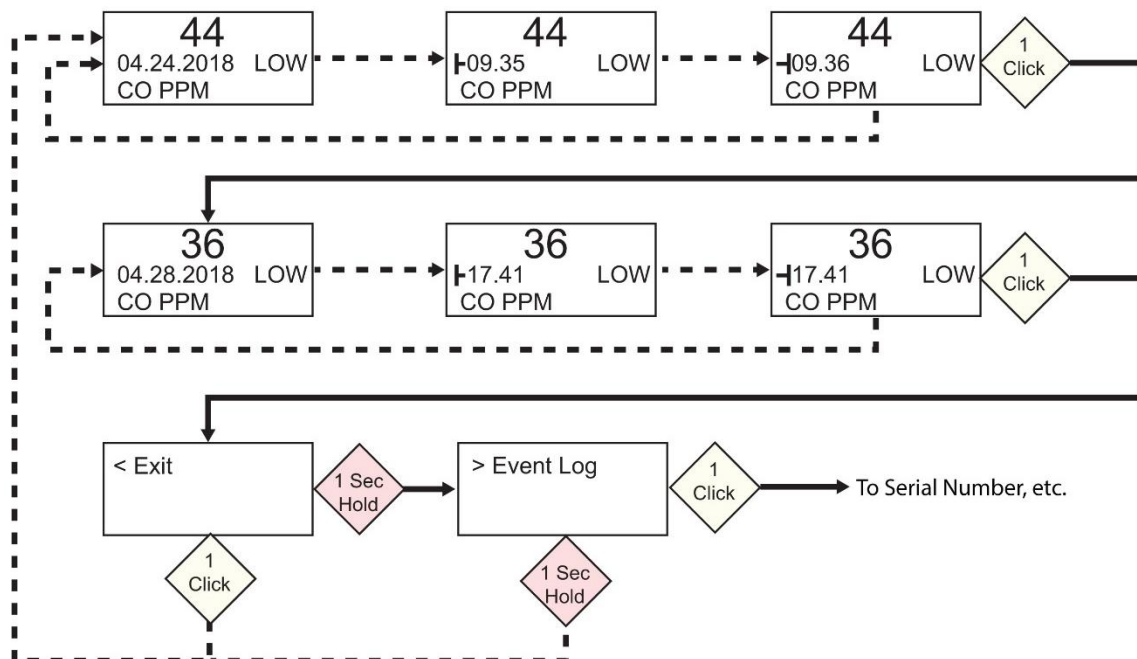 44
04.24.2018 LOW
CO PPM
44
09.35 LOW
CO PPM
44
09.36 LOW
CO PPM
1
Click
36
04.28.2018 LOW
CO PPM
36
17.41 LOW
CO PPM
36
17.41 LOW
CO PPM
1
Click
< Exit
1 Sec
Hold
> Event Log
1
Click
To Serial Number, etc.
1
Click
1 Sec
Hold